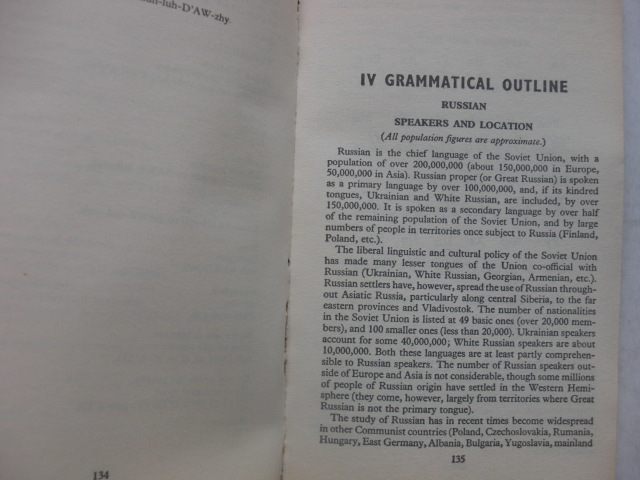 luh-D'AW-zhy.
134
IV GRAMMATICAL OUTLINE
RUSSIAN
SPEAKERS AND LOCATION
(All population figures are approximate.)
Russian is the chief language of the Soviet Union, with a
population of over 200,000,000 (about 150,000,000 in Europe,
50,000,000 in Asia). Russian proper (or Great Russian) is spoken
as a primary language by over 100,000,000, and, if its kindred
tongues, Ukrainian and White Russian, are included, by over
150,000,000. It is spoken as a secondary language by over half
of the remaining population of the Soviet Union, and by large
numbers of people in territories once subject to Russia (Finland,
Poland, etc.).
The liberal linguistic and cultural policy of the Soviet Union
has made many lesser tongues of the Union co-official with
Russian (Ukrainian, White Russian, Georgian, Armenian, etc.).
Russian settlers have, however, spread the use of Russian through-
out Asiatic Russia, particularly along central Siberia, to the far
eastern provinces and Vladivostok. The number of nationalities
in the Soviet Union is listed at 49 basic ones (over 20,000 mem-
bers), and 100 smaller ones (less than 20,000). Ukrainian speakers
account for some 40,000,000; White Russian speakers are about
10,000,000. Both these languages are at least partly comprehen-
sible to Russian speakers. The number of Russian speakers out-
side of Europe and Asia is not considerable, though some millions
of people of Russian origin have settled in the Western Hemi-
sphere (they come, however, largely from territories where Great
Russian is not the primary tongue).
The study of Russian has in recent times become widespread
in other Communist countries (Poland, Czechoslovakia, Rumania,
Hungary, East Germany, Albania, Bulgaria, Yugoslavia, mainland
135